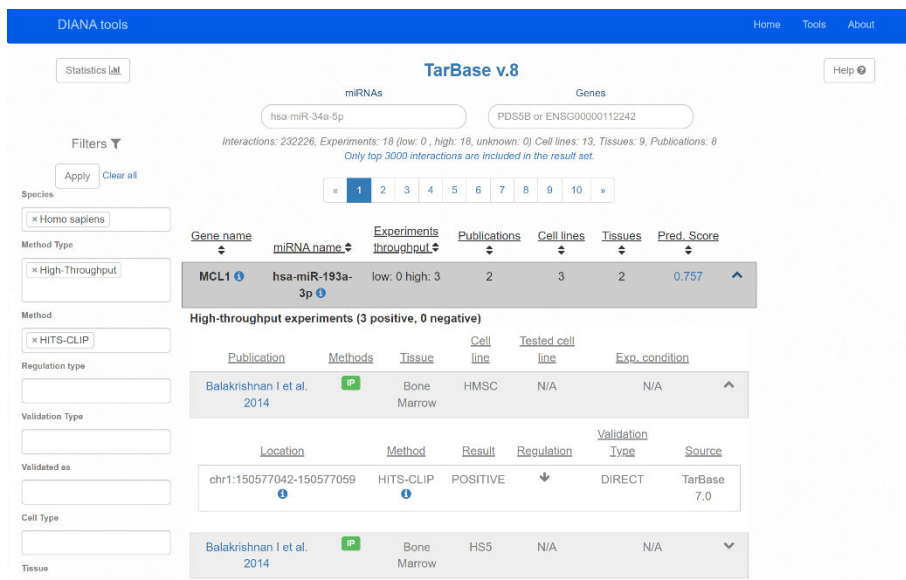 DIANA tools
Home Tools About
Statistics
TarBase v.8
Help
miRNAs Genes
hsa-miR-34a-5p PDS5B or ENSG00000112242
Interactions: 232226, Experiments: 18 (low: 0 , high: 18, unknown: 0) Cell lines: 13, Tissues: 9, Publications: 8
Only top 3000 interactions are included in the result set.
Filters
Apply Clear all
« 1 2 3 4 5 6 7 8 9 10 »
Species
× Homo sapiens
Method Type
× High-Throughput
Method
× HITS-CLIP
Regulation type
Validation Type
Validated as
Cell Type
Tissue
Gene name miRNA name Experiments throughput Publications Cell lines Tissues Pred. Score
MCL1 hsa-miR-193a-
3p low: 0 high: 3 2 3 2 0.757
High-throughput experiments (3 positive, 0 negative)
Publication Methods Tissue Cell line Tested cell line Exp. condition
Balakrishnan I et al.
2014 IP Bone
Marrow HMSC N/A N/A
Location Method Result Regulation Validation Type Source
chr1:150577042-150577059 HITS-CLIP POSITIVE DIRECT TarBase
7.0
Balakrishnan I et al.
2014 IP Bone
Marrow HS5 N/A N/A